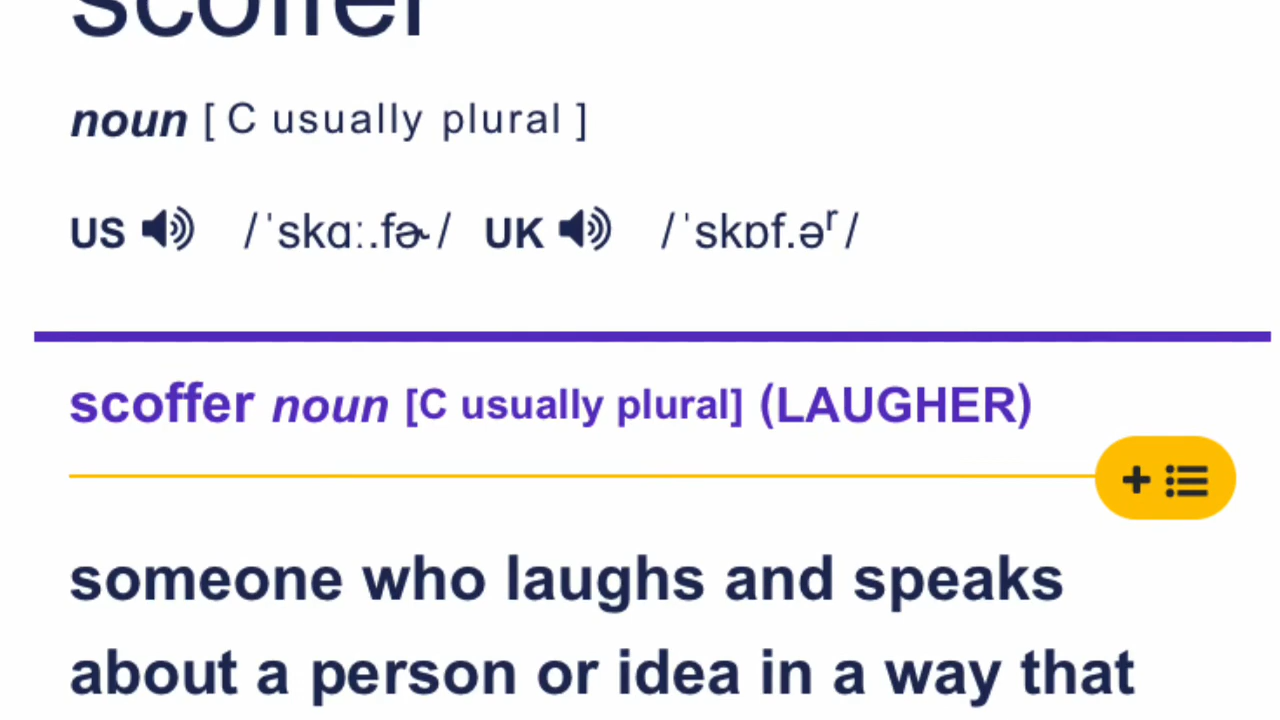 scoffer
noun [ C usually plural ]
US /ˈskɑː.fɚ/ UK /ˈskɒf.əʳ/
scoffer noun [C usually plural] (LAUGHER)
someone who laughs and speaks
about a person or idea in a way that